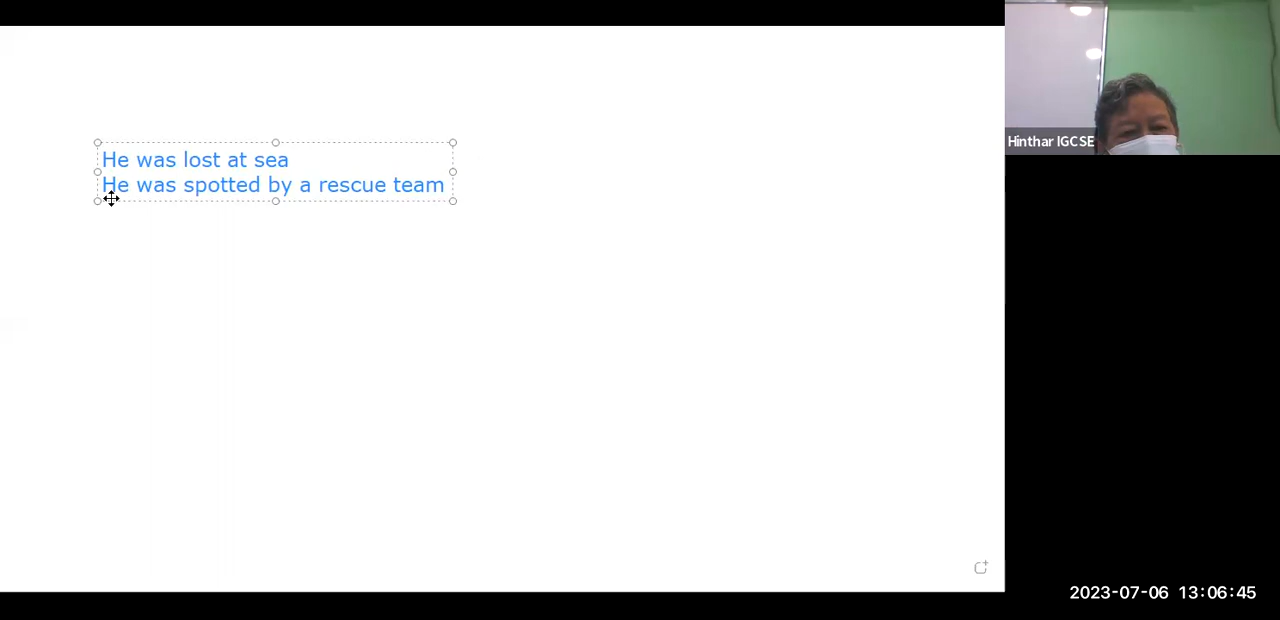 He was lost at sea
He was spotted by a rescue team
Hinthar IGCSE
2023-07-06 13:06:45